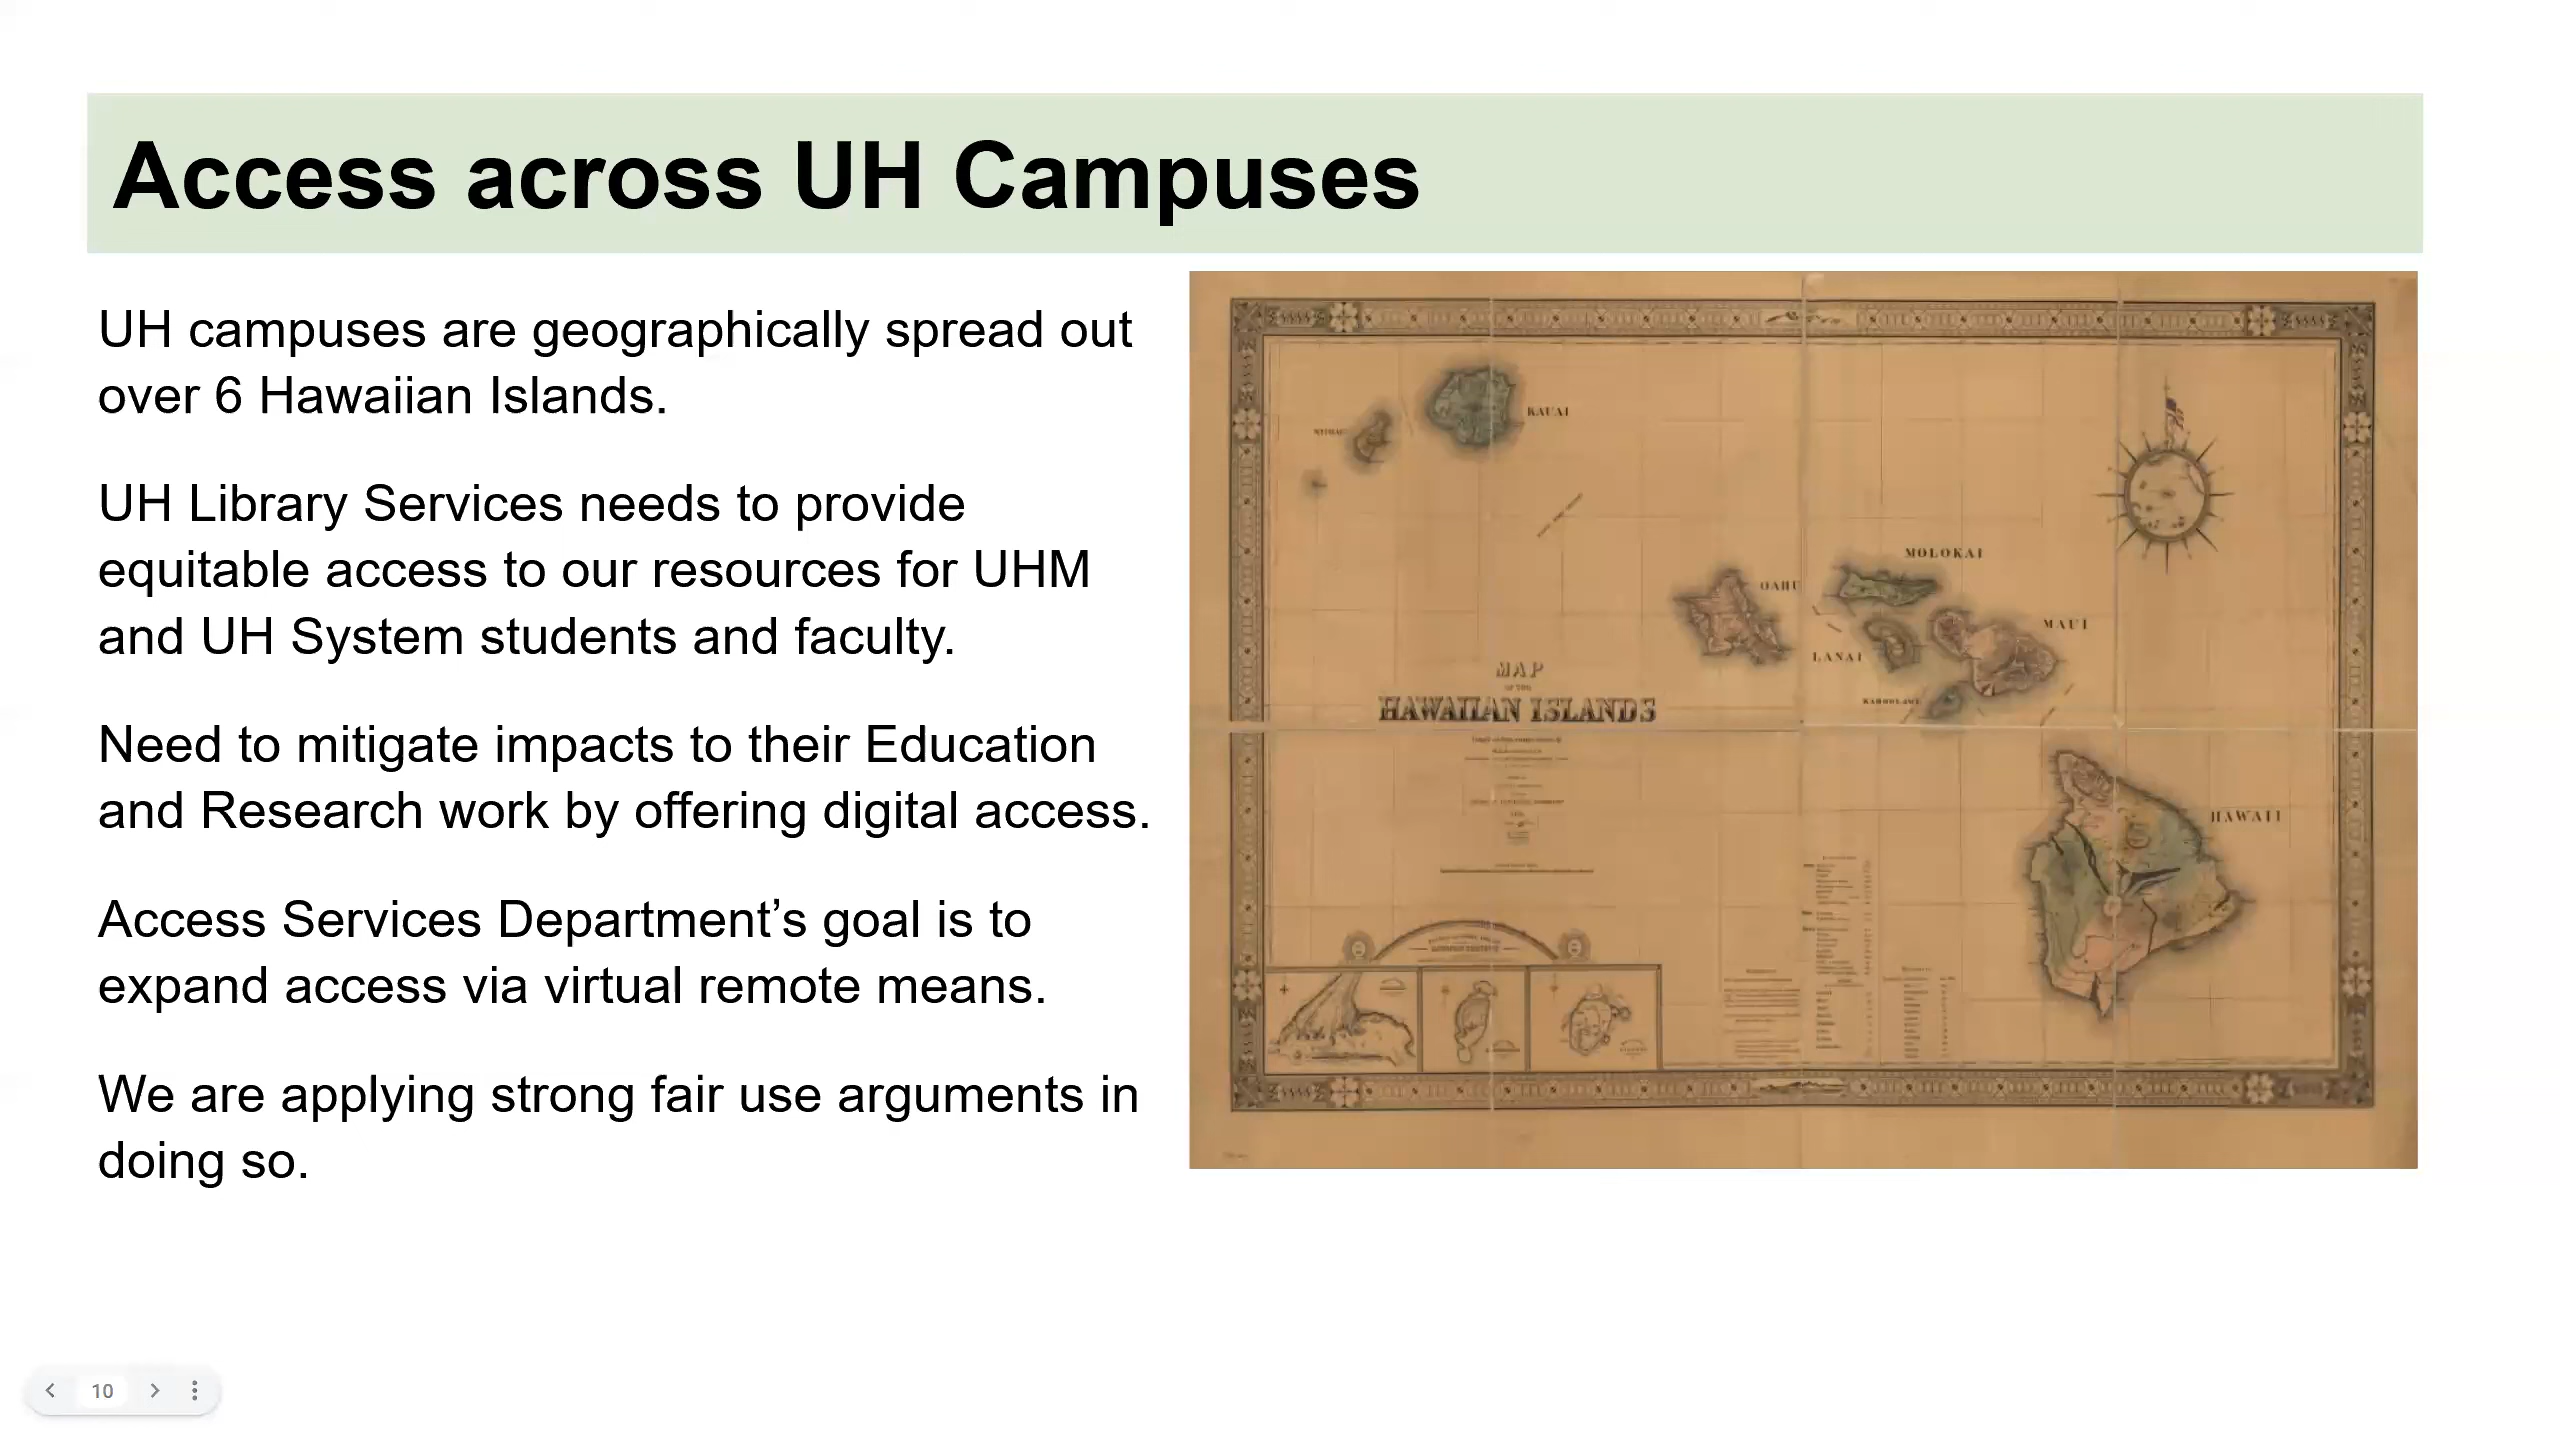 Access across UH Campuses
UH campuses are geographically spread out
over 6 Hawaiian Islands.
UH Library Services needs to provide
equitable access to our resources for UHM
and UH System students and faculty.
Need to mitigate impacts to their Education
and Research work by offering digital access.
Access Services Department’s goal is to
expand access via virtual remote means.
We are applying strong fair use arguments in
doing so.
KAUAI
MOLOKAI
OAHU
MAUI
LANAI
KAHOOLAWE
MAP
OF THE
HAWAIIAN ISLANDS
HAWAII
10